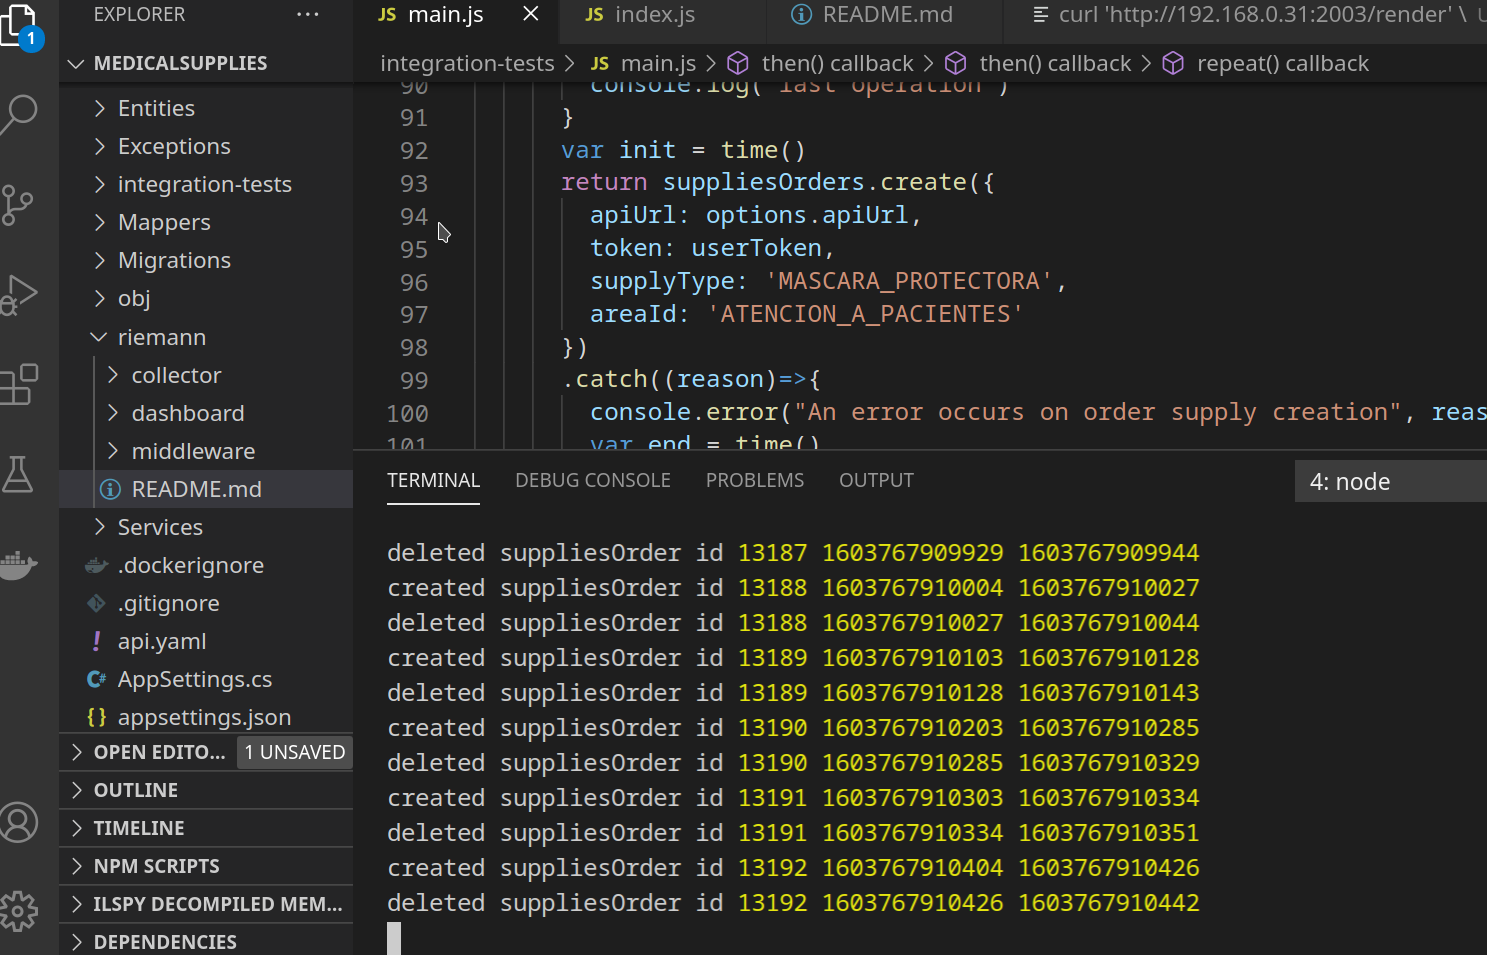 EXPLORER
···
JS main.js
JS index.js
README.md
curl 'http://192.168.0.31:2003/render' \
1
MEDICALSUPPLIES
integration-tests > JS main.js > then() callback > then() callback > repeat() callback
Entities
Exceptions
integration-tests
Mappers
Migrations
obj
riemann
collector
dashboard
middleware
README.md
Services
.dockerignore
.gitignore
! api.yaml
C# AppSettings.cs
{} appsettings.json
OPEN EDITO... 1 UNSAVED
OUTLINE
TIMELINE
NPM SCRIPTS
ILSPY DECOMPILED MEM...
DEPENDENCIES
90 console.log("last operation")
91 }
92 var init = time()
93 return suppliesOrders.create({
94 apiUrl: options.apiUrl,
95 token: userToken,
96 supplyType: 'MASCARA_PROTECTORA',
97 areaId: 'ATENCION_A_PACIENTES'
98 })
99 .catch((reason)=>{
100 console.error("An error occurs on order supply creation", reas
101 var end = time()
TERMINAL DEBUG CONSOLE PROBLEMS OUTPUT
4: node
deleted suppliesOrder id 13187 1603767909929 1603767909944
created suppliesOrder id 13188 1603767910004 1603767910027
deleted suppliesOrder id 13188 1603767910027 1603767910044
created suppliesOrder id 13189 1603767910103 1603767910128
deleted suppliesOrder id 13189 1603767910128 1603767910143
created suppliesOrder id 13190 1603767910203 1603767910285
deleted suppliesOrder id 13190 1603767910285 1603767910329
created suppliesOrder id 13191 1603767910303 1603767910334
deleted suppliesOrder id 13191 1603767910334 1603767910351
created suppliesOrder id 13192 1603767910404 1603767910426
deleted suppliesOrder id 13192 1603767910426 1603767910442